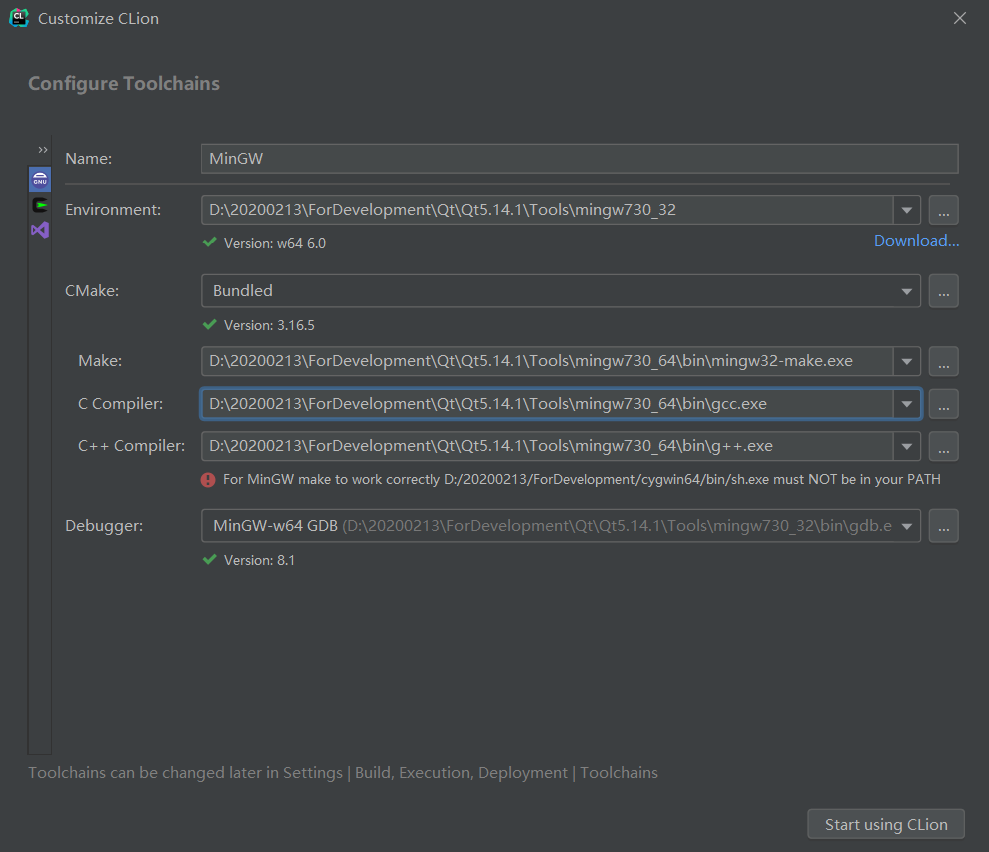 CL Customize CLion
Configure Toolchains
Name: MinGW
GNU
Environment: D:\20200213\ForDevelopment\Qt\Qt5.14.1\Tools\mingw730_32 ...
Version: w64 6.0 Download...
CMake: Bundled ...
Version: 3.16.5
Make: D:\20200213\ForDevelopment\Qt\Qt5.14.1\Tools\mingw730_64\bin\mingw32-make.exe ...
C Compiler: D:\20200213\ForDevelopment\Qt\Qt5.14.1\Tools\mingw730_64\bin\gcc.exe ...
C++ Compiler: D:\20200213\ForDevelopment\Qt\Qt5.14.1\Tools\mingw730_64\bin\g++.exe ...
For MinGW make to work correctly D:/20200213/ForDevelopment/cygwin64/bin/sh.exe must NOT be in your PATH
Debugger: MinGW-w64 GDB (D:\20200213\ForDevelopment\Qt\Qt5.14.1\Tools\mingw730_32\bin\gdb.e ...
Version: 8.1
Toolchains can be changed later in Settings | Build, Execution, Deployment | Toolchains
Start using CLion